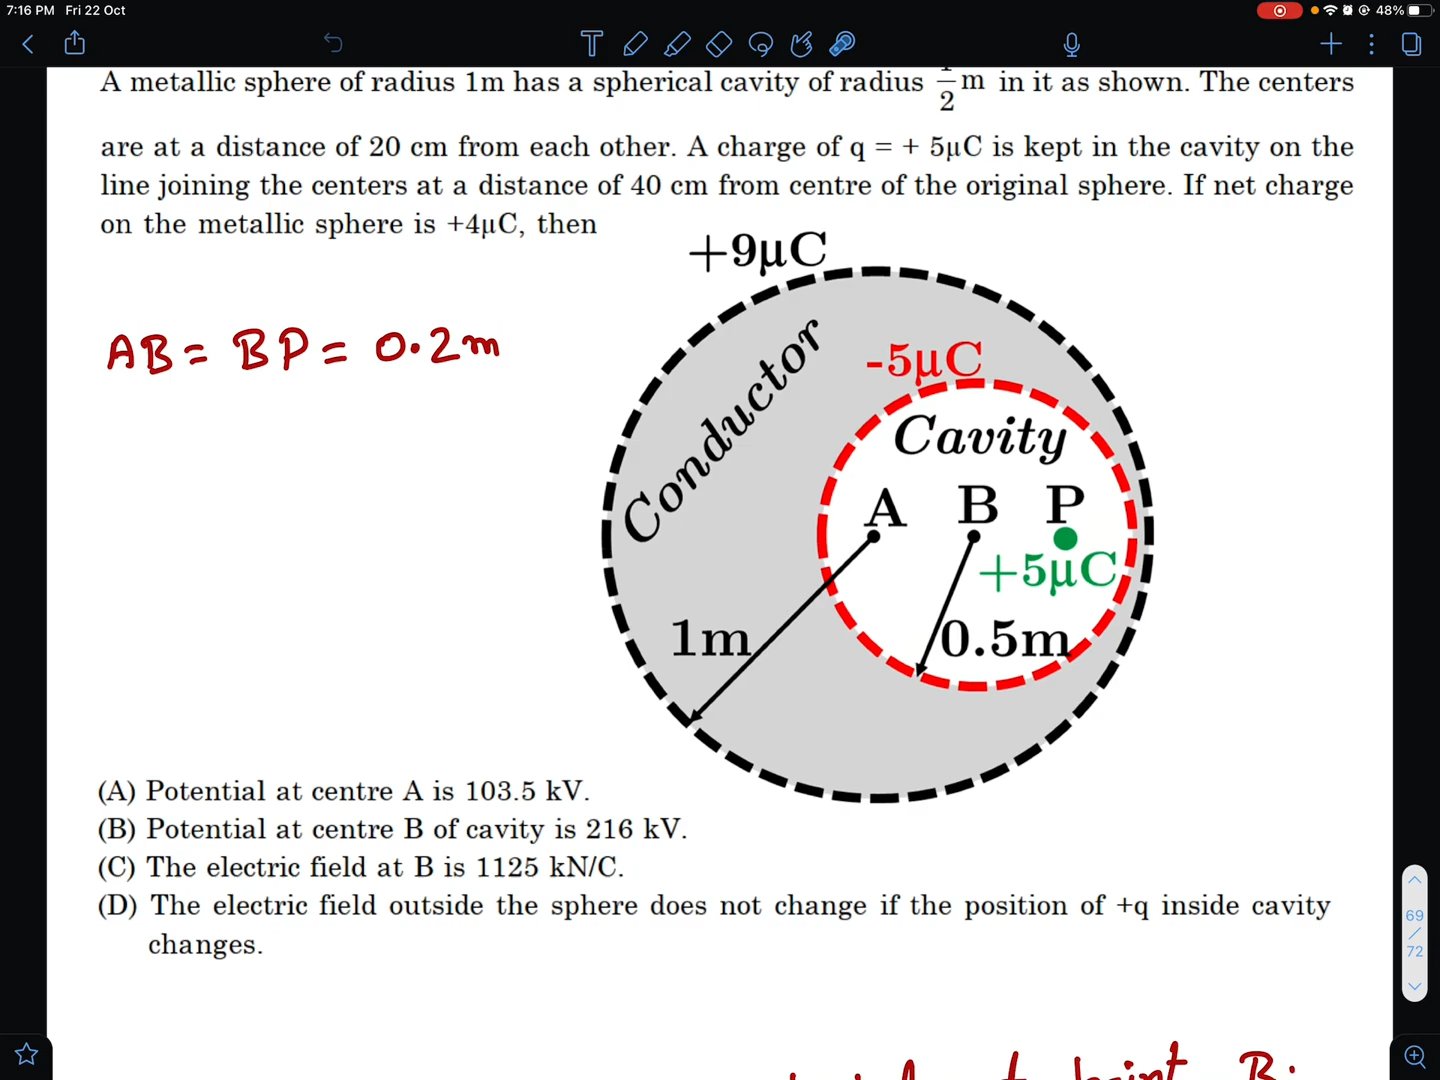 7:16 PM Fri 22 Oct
48%
A metallic sphere of radius 1m has a spherical cavity of radius 1/2 m in it as shown. The centers
are at a distance of 20 cm from each other. A charge of q = + 5μC is kept in the cavity on the
line joining the centers at a distance of 40 cm from centre of the original sphere. If net charge
on the metallic sphere is +4μC, then
+9μC
AB = BP = 0.2m
Conductor
-5μC
Cavity
A B P
+5μC
1m
0.5m
(A) Potential at centre A is 103.5 kV.
(B) Potential at centre B of cavity is 216 kV.
(C) The electric field at B is 1125 kN/C.
(D) The electric field outside the sphere does not change if the position of +q inside cavity
changes.
69
/
72
point B.